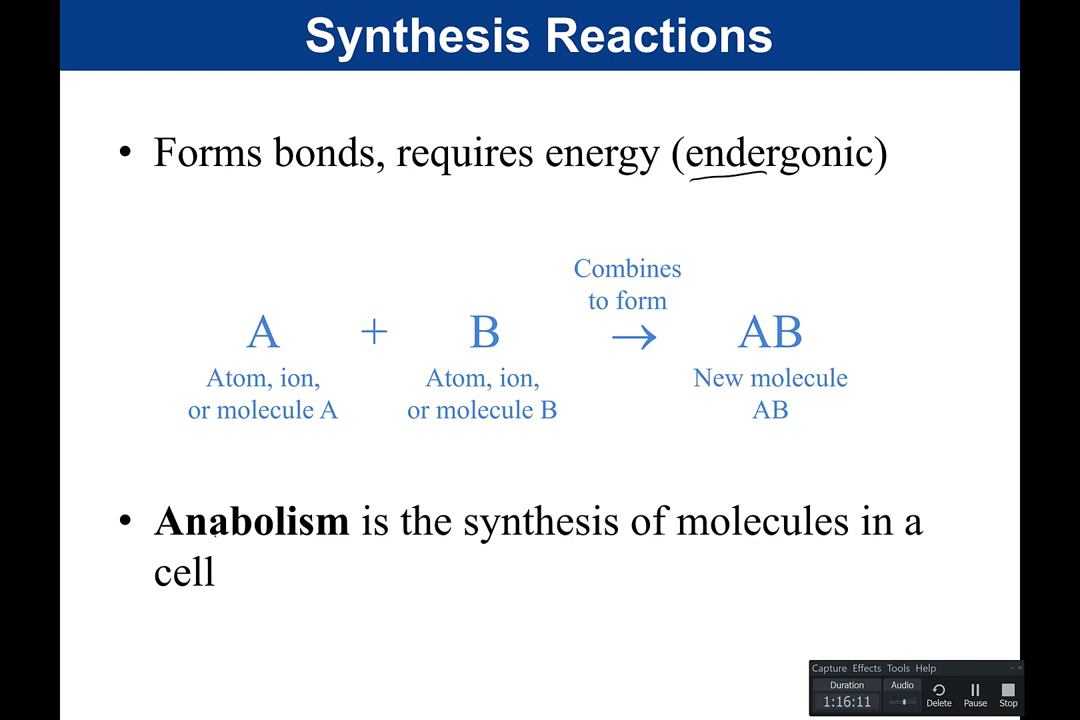 Synthesis Reactions
• Forms bonds, requires energy (endergonic)
Combines
to form
A + B → AB
Atom, ion, Atom, ion, New molecule
or molecule A or molecule B AB
• Anabolism is the synthesis of molecules in a
cell
Capture Effects Tools Help
Duration Audio
1:16:11 Delete Pause Stop